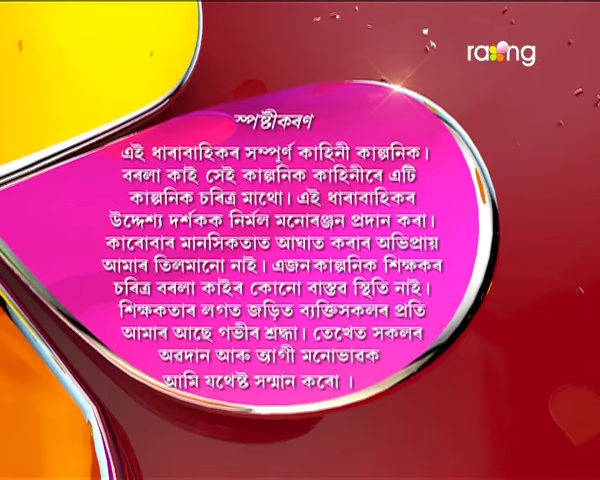 rang
স্পষ্টীকৰণ
এই ধাৰাবাহিকৰ সম্পূৰ্ণ কাহিনী কাল্পনিক।
বৰলা কাই সেই কাল্পনিক কাহিনীৰে এটি
কাল্পনিক চৰিত্ৰ মাথো। এই ধাৰাবাহিকৰ
উদ্দেশ্য দৰ্শকক নিৰ্মল মনোৰঞ্জন প্ৰদান কৰা।
কাৰোবাৰ মানসিকতাত আঘাত কৰাৰ অভিপ্ৰায়
আমাৰ তিলমানো নাই। এজন কাল্পনিক শিক্ষকৰ
চৰিত্ৰ বৰলা কাইৰ কোনো বাস্তৱ স্থিতি নাই।
শিক্ষকতাৰ লগত জড়িত ব্যক্তিসকলৰ প্ৰতি
আমাৰ আছে গভীৰ শ্ৰদ্ধা। তেখেত সকলৰ
অৱদান আৰু ত্যাগী মনোভাৱক
আমি যথেষ্ট সন্মান কৰো ।